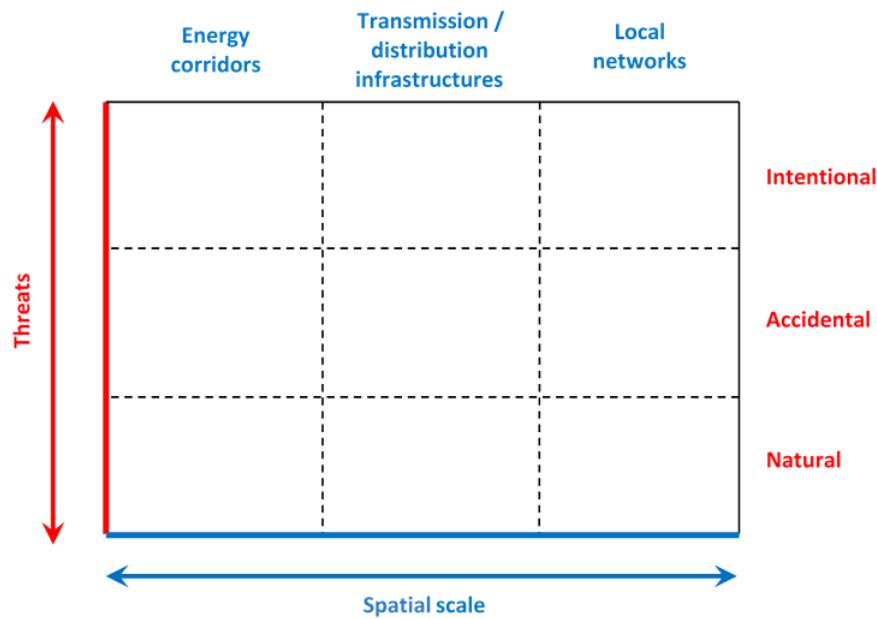 Energy
corridors
Transmission /
distribution
infrastructures
Local
networks
Intentional
Threats
Accidental
Natural
Spatial scale